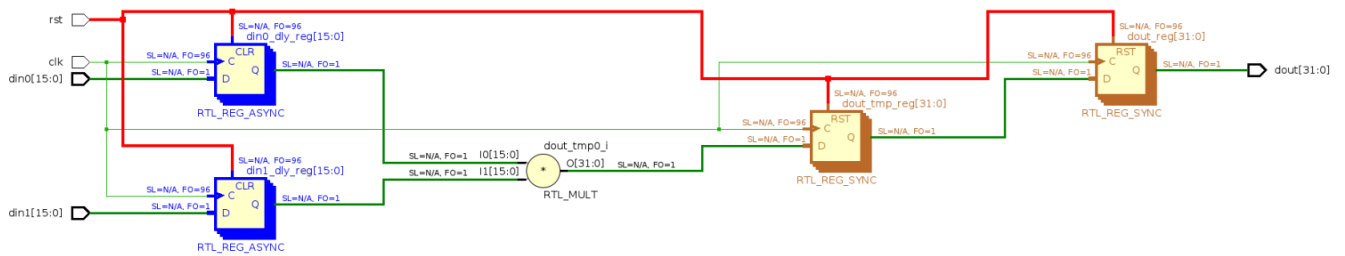 rst
SL=N/A, FO=96
din0_dly_reg[15:0]
CLR
clk
SL=N/A, FO=96
C
Q
SL=N/A, FO=1
din0[15:0]
SL=N/A, FO=1
D
RTL_REG_ASYNC
SL=N/A, FO=96
dout_reg[31:0]
RST
SL=N/A, FO=96
C
Q
SL=N/A, FO=1
dout[31:0]
SL=N/A, FO=1
D
RTL_REG_SYNC
SL=N/A, FO=96
dout_tmp_reg[31:0]
RST
SL=N/A, FO=96
C
Q
SL=N/A, FO=1
SL=N/A, FO=1
D
RTL_REG_SYNC
dout_tmp0_i
SL=N/A, FO=1
I0[15:0]
O[31:0]
SL=N/A, FO=1
*
SL=N/A, FO=1
I1[15:0]
RTL_MULT
SL=N/A, FO=96
din1_dly_reg[15:0]
CLR
SL=N/A, FO=96
C
Q
SL=N/A, FO=1
din1[15:0]
SL=N/A, FO=1
D
RTL_REG_ASYNC